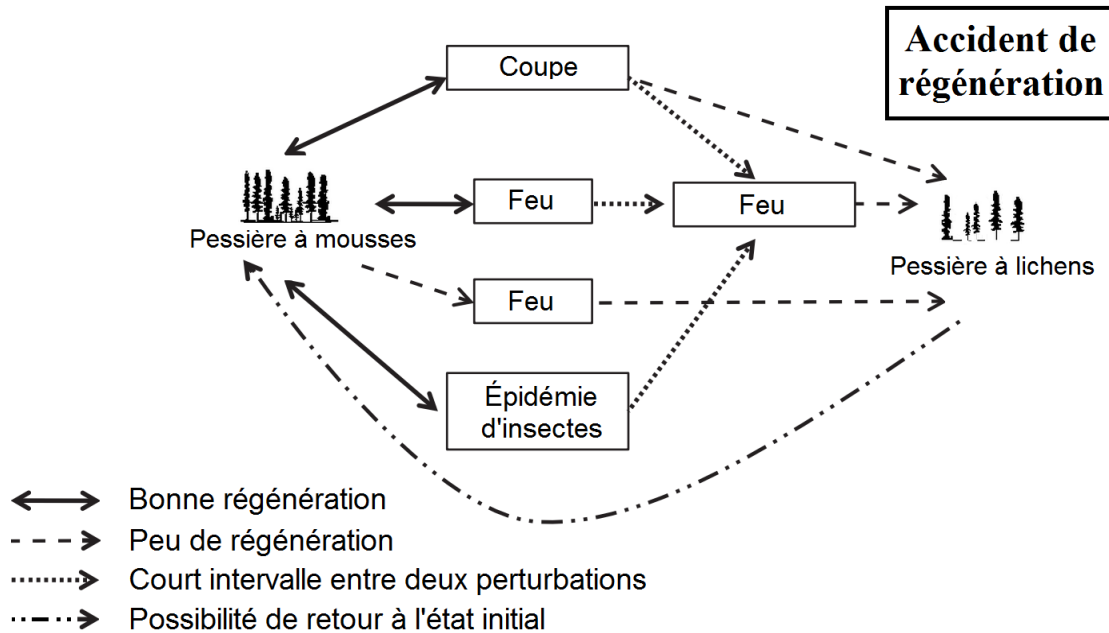 Accident de
régénération
Coupe
Feu
Feu
Pessière à mousses
Pessière à lichens
Feu
Épidémie
d'insectes
Bonne régénération
Peu de régénération
Court intervalle entre deux perturbations
Possibilité de retour à l'état initial